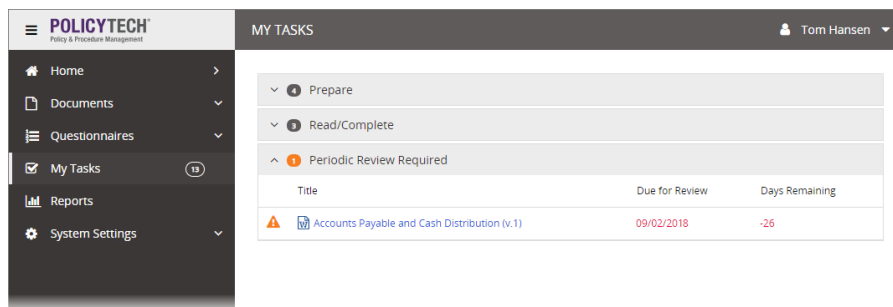 POLICYTECH®
Policy & Procedure Management
MY TASKS
Tom Hansen
Home
Documents
Questionnaires
My Tasks 13
Reports
System Settings
4 Prepare
3 Read/Complete
1 Periodic Review Required
Title Due for Review Days Remaining
Accounts Payable and Cash Distribution (v.1) 09/02/2018 -26